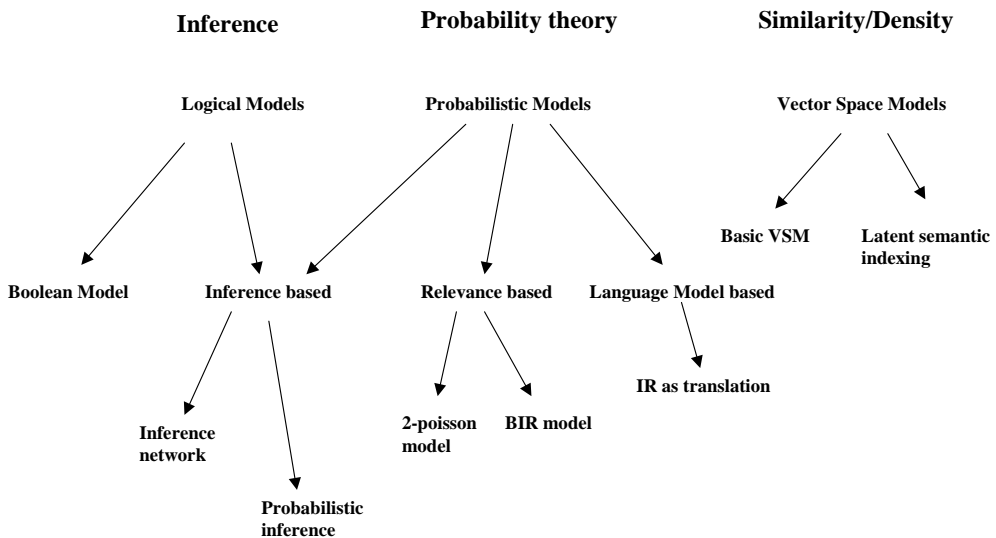 Inference
Probability theory
Similarity/Density
Logical Models
Probabilistic Models
Vector Space Models
Basic VSM
Latent semantic
indexing
Boolean Model
Inference based
Relevance based
Language Model based
IR as translation
Inference
network
2-poisson
model
BIR model
Probabilistic
inference